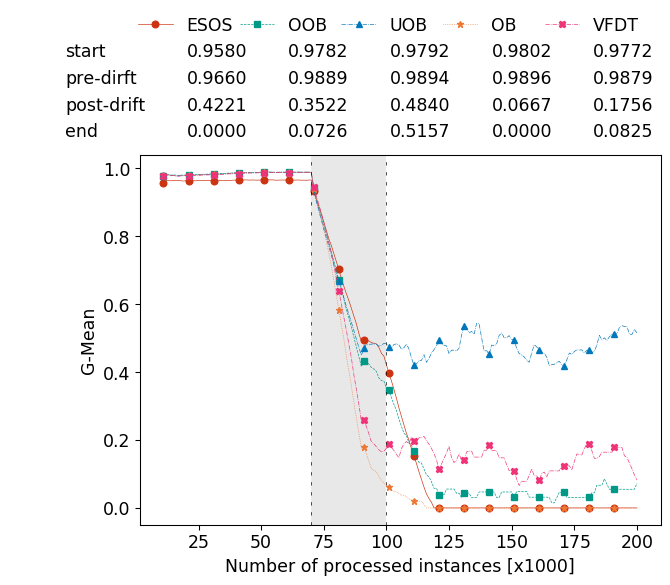 ESOS OOB UOB OB VFDT
start 0.9580 0.9782 0.9792 0.9802 0.9772
pre-dirft 0.9660 0.9889 0.9894 0.9896 0.9879
post-drift 0.4221 0.3522 0.4840 0.0667 0.1756
end 0.0000 0.0726 0.5157 0.0000 0.0825
1.0
0.8
0.6
0.4
0.2
0.0
G-Mean
25 50 75 100 125 150 175 200
Number of processed instances [x1000]